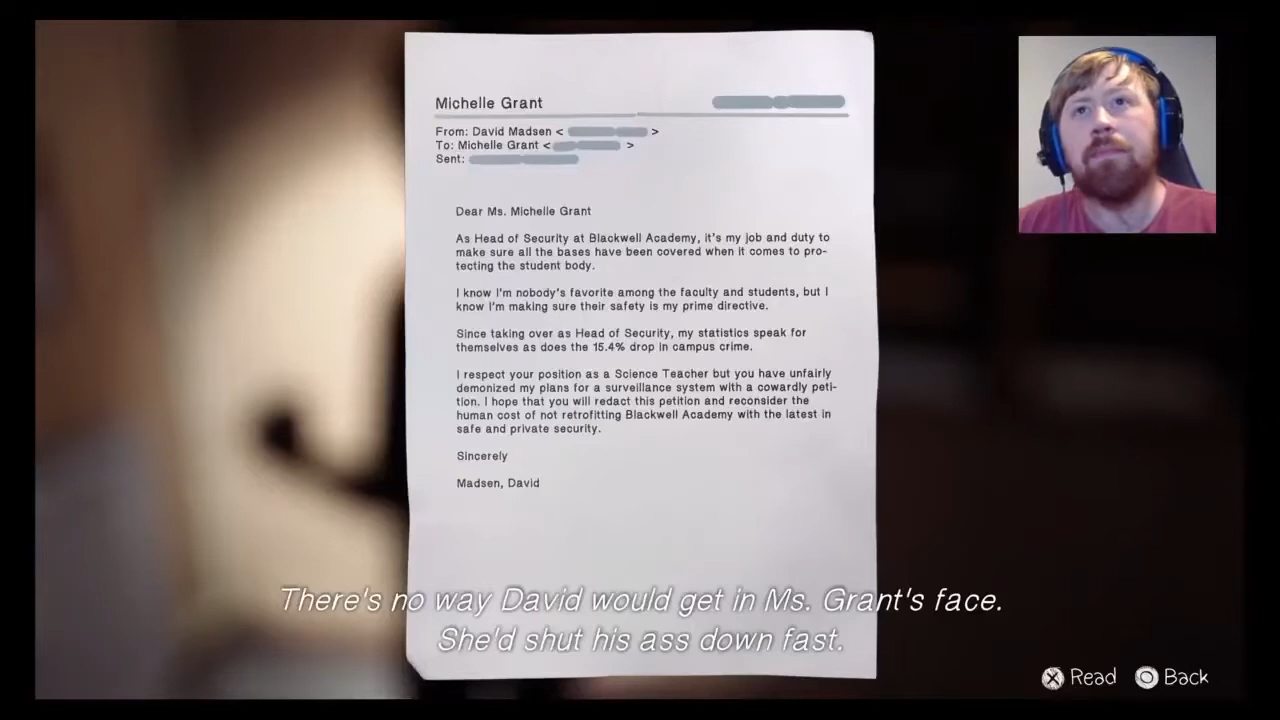 Michelle Grant
From: David Madsen < >
To: Michelle Grant < >
Sent:
Dear Ms. Michelle Grant
As Head of Security at Blackwell Academy, it's my job and duty to
make sure all the bases have been covered when it comes to pro-
tecting the student body.
I know I'm nobody's favorite among the faculty and students, but I
know I'm making sure their safety is my prime directive.
Since taking over as Head of Security, my statistics speak for
themselves as does the 15.4% drop in campus crime.
I respect your position as a Science Teacher but you have unfairly
demonized my plans for a surveillance system with a cowardly peti-
tion. I hope that you will redact this petition and reconsider the
human cost of not retrofitting Blackwell Academy with the latest in
safe and private security.
Sincerely
Madsen, David
There's no way David would get in Ms. Grant's face.
She'd shut his ass down fast.
Read Back